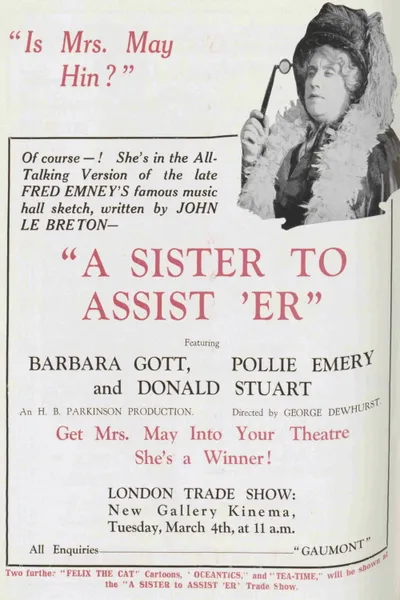 "Is Mrs. May
Hin?"
Of course—! She's in the All-
Talking Version of the late
FRED EMNEY'S famous music
hall sketch, written by JOHN
LE BRETON—
"A SISTER TO
ASSIST 'ER"
Featuring
BARBARA GOTT, POLLIE EMERY
and DONALD STUART
An H. B. PARKINSON PRODUCTION. Directed by GEORGE DEWHURST.
Get Mrs. May Into Your Theatre
She's a Winner!
LONDON TRADE SHOW:
New Gallery Kinema,
Tuesday, March 4th, at 11 a.m.
All Enquiries—"GAUMONT"
Two further "FELIX THE CAT" Cartoons, 'OCEANTICS," and "TEA-TIME," will be shown at
the "A SISTER to ASSIST 'ER" Trade Show.